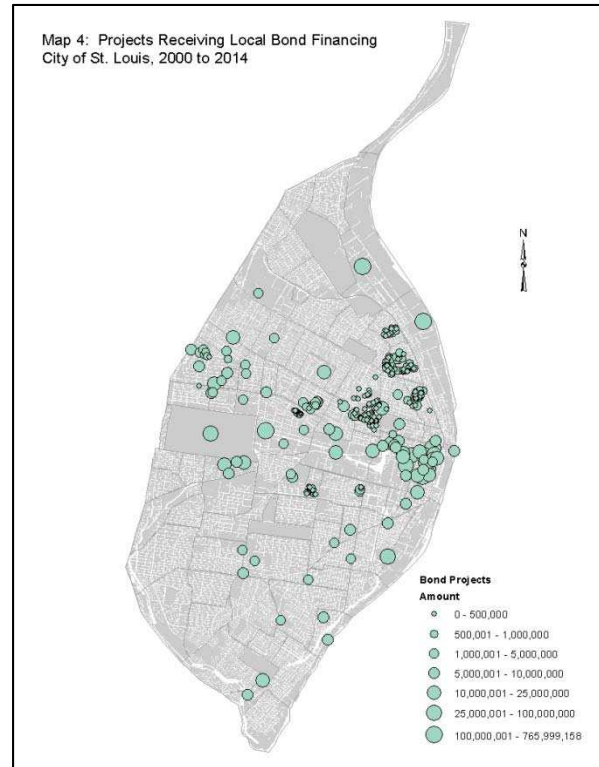 Map 4: Projects Receiving Local Bond Financing
City of St. Louis, 2000 to 2014
N
Bond Projects
Amount
0 - 500,000
500,001 - 1,000,000
1,000,001 - 5,000,000
5,000,001 - 10,000,000
10,000,001 - 25,000,000
25,000,001 - 100,000,000
100,000,001 - 765,999,158